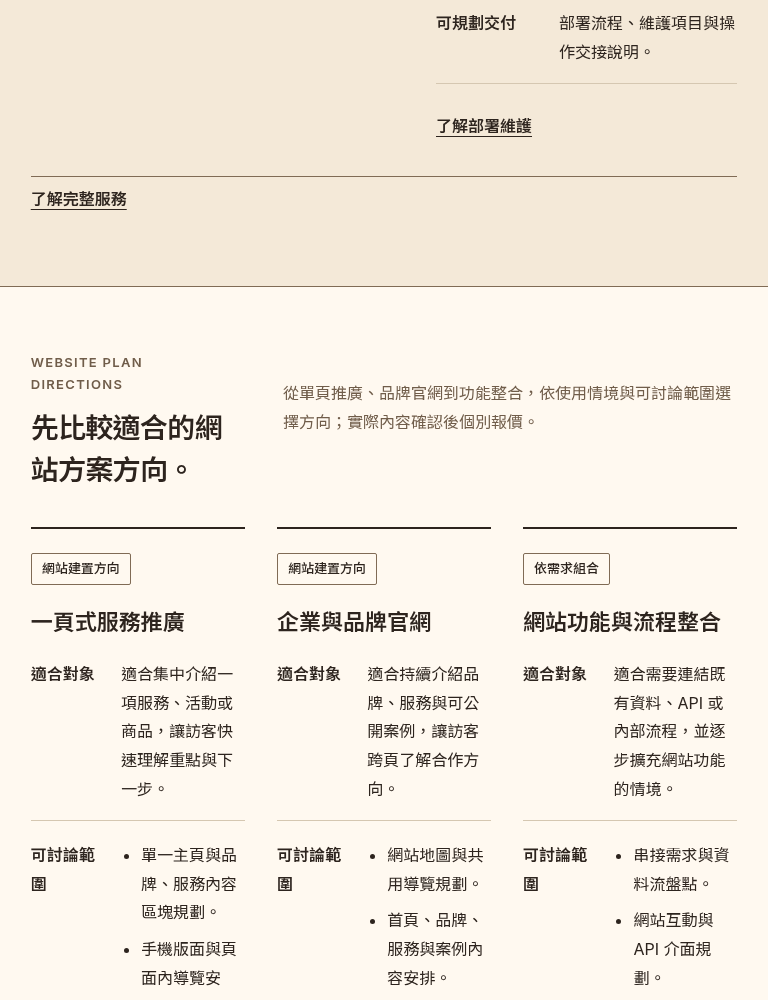 可規劃交付
部署流程、維護項目與操
作交接說明。
了解部署維護
了解完整服務
WEBSITE PLAN
DIRECTIONS
先比較適合的網
站方案方向。
從單頁推廣、品牌官網到功能整合，依使用情境與可討論範圍選
擇方向；實際內容確認後個別報價。
網站建置方向
一頁式服務推廣
適合對象
適合集中介紹一
項服務、活動或
商品，讓訪客快
速理解重點與下
一步。
可討論範
圍
單一主頁與品
牌、服務內容
區塊規劃。
手機版面與頁
面內導覽安
網站建置方向
企業與品牌官網
適合對象
適合持續介紹品
牌、服務與可公
開案例，讓訪客
跨頁了解合作方
向。
可討論範
圍
網站地圖與共
用導覽規劃。
首頁、品牌、
服務與案例內
容安排。
依需求組合
網站功能與流程整合
適合對象
適合需要連結既
有資料、API 或
內部流程，並逐
步擴充網站功能
的情境。
可討論範
圍
串接需求與資
料流盤點。
網站互動與
API 介面規
劃。